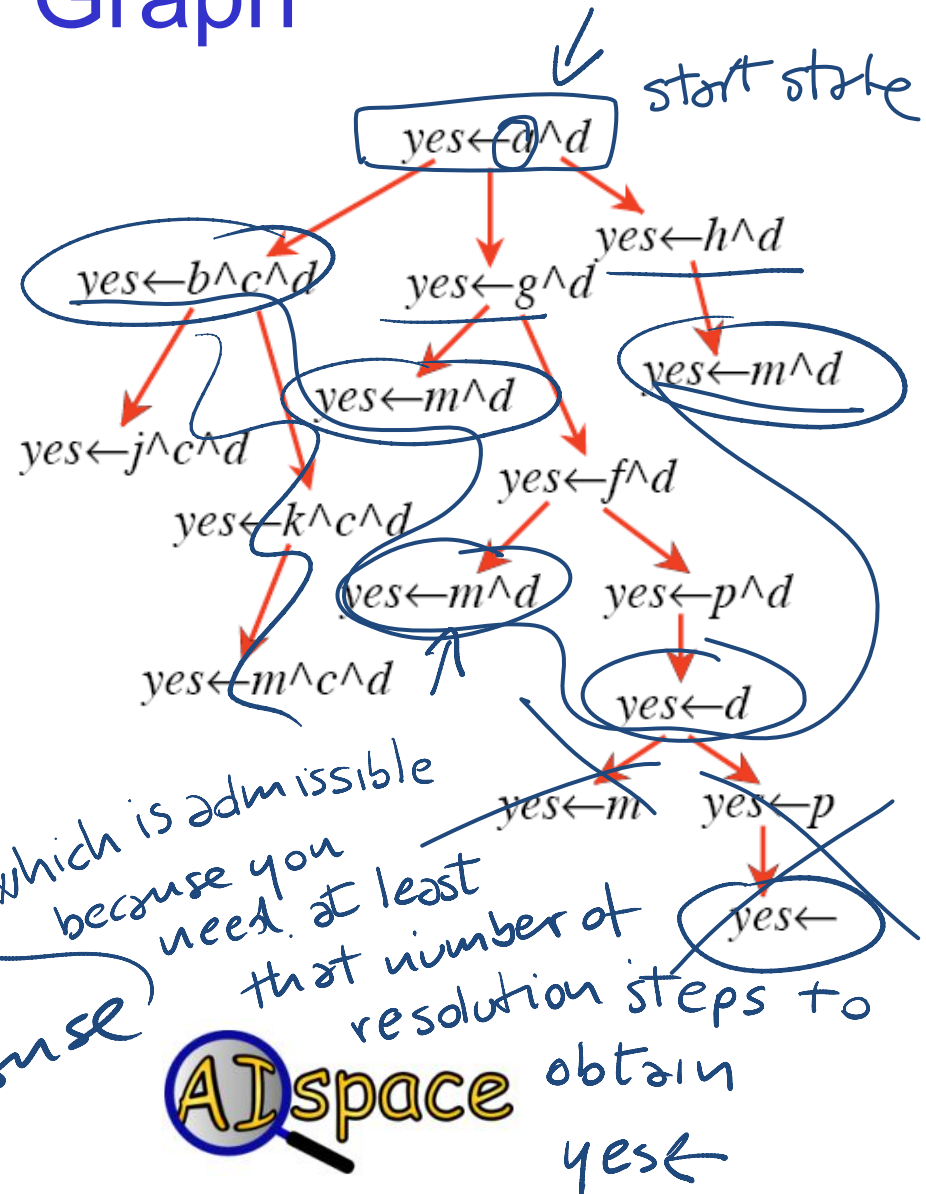 Graph
start state
yes←a^d
yes←h^d
yes←b^c^d
yes←g^d
yes←m^d
yes←m^d
yes←j^c^d
yes←f^d
yes←k^c^d
yes←m^d
yes←p^d
yes←m^c^d
yes←d
yes←m
yes←p
yes←
which is admissible
because you
need at least
that number of
resolution steps to
obtain
yes←
AIspace